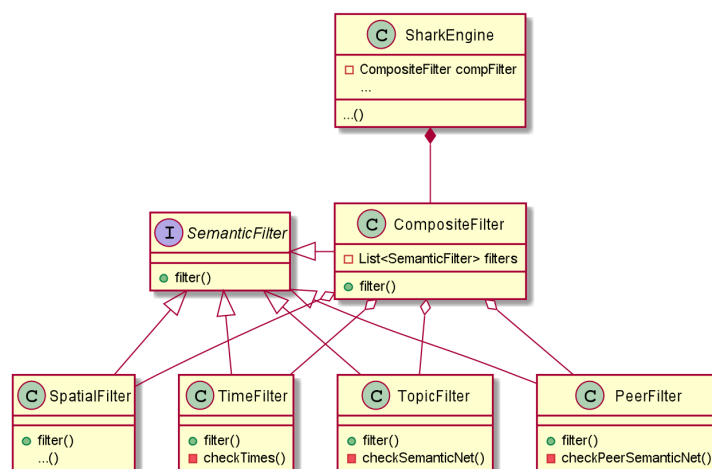 C SharkEngine
CompositeFilter compFilter
...
...()
I SemanticFilter
filter()
C CompositeFilter
List<SemanticFilter> filters
filter()
C SpatialFilter
filter()
...()
C TimeFilter
filter()
checkTimes()
C TopicFilter
filter()
checkSemanticNet()
C PeerFilter
filter()
checkPeerSemanticNet()